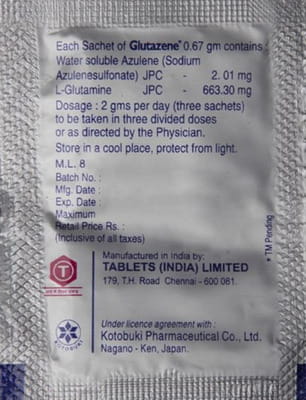 Each Sachet of Glutazene* 0.67 gm contains :
Water soluble Azulene (Sodium
Azulenesulfonate) JPC - 2. 01 mg
L-Glutamine JPC - 663.30 mg
Dosage : 2 gms per day (three sachets)
to be taken in three divided doses
or as directed by the Physician.
Store in a cool place, protect from light.
M.L. 8
Batch No. :
Mfg. Date :
Exp. Date :
Maximum
Retail Price Rs. :
(Inclusive of all taxes)
* TM Pending
Manufactured in India by:
TABLETS (INDIA) LIMITED
179, T.H. Road Chennai - 600 081.
T
Under licence agreement with :
Kotobuki Pharmaceutical Co., Ltd.
Nagano - Ken, Japan.
KOTOBUKI